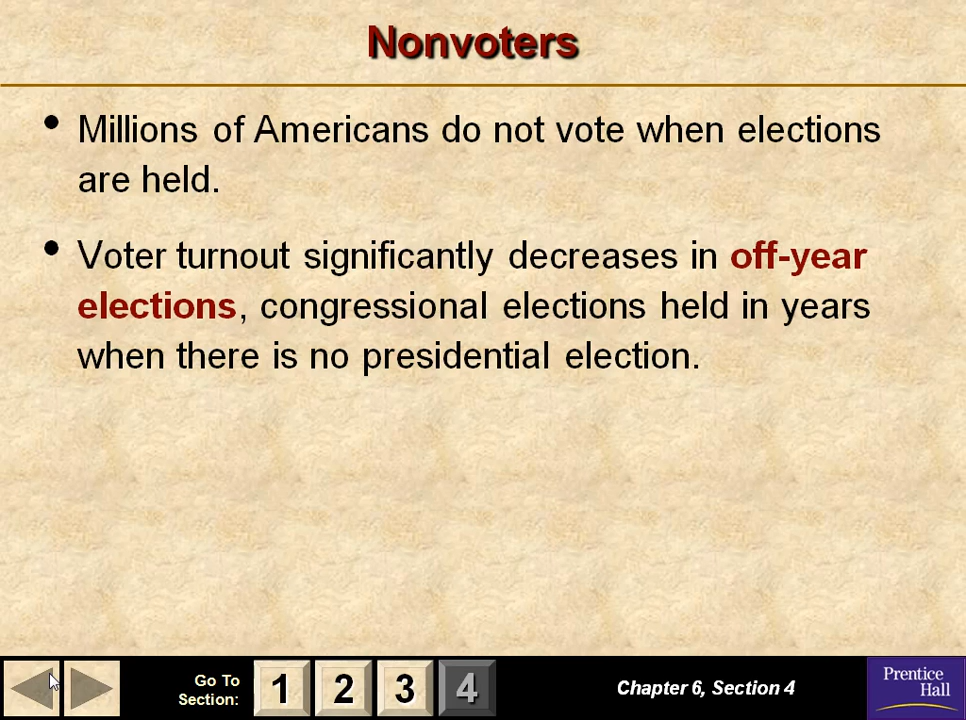 Nonvoters
• Millions of Americans do not vote when elections
are held.
• Voter turnout significantly decreases in off-year
elections, congressional elections held in years
when there is no presidential election.
Go To
Section:
1 2 3 4
Chapter 6, Section 4
Prentice
Hall